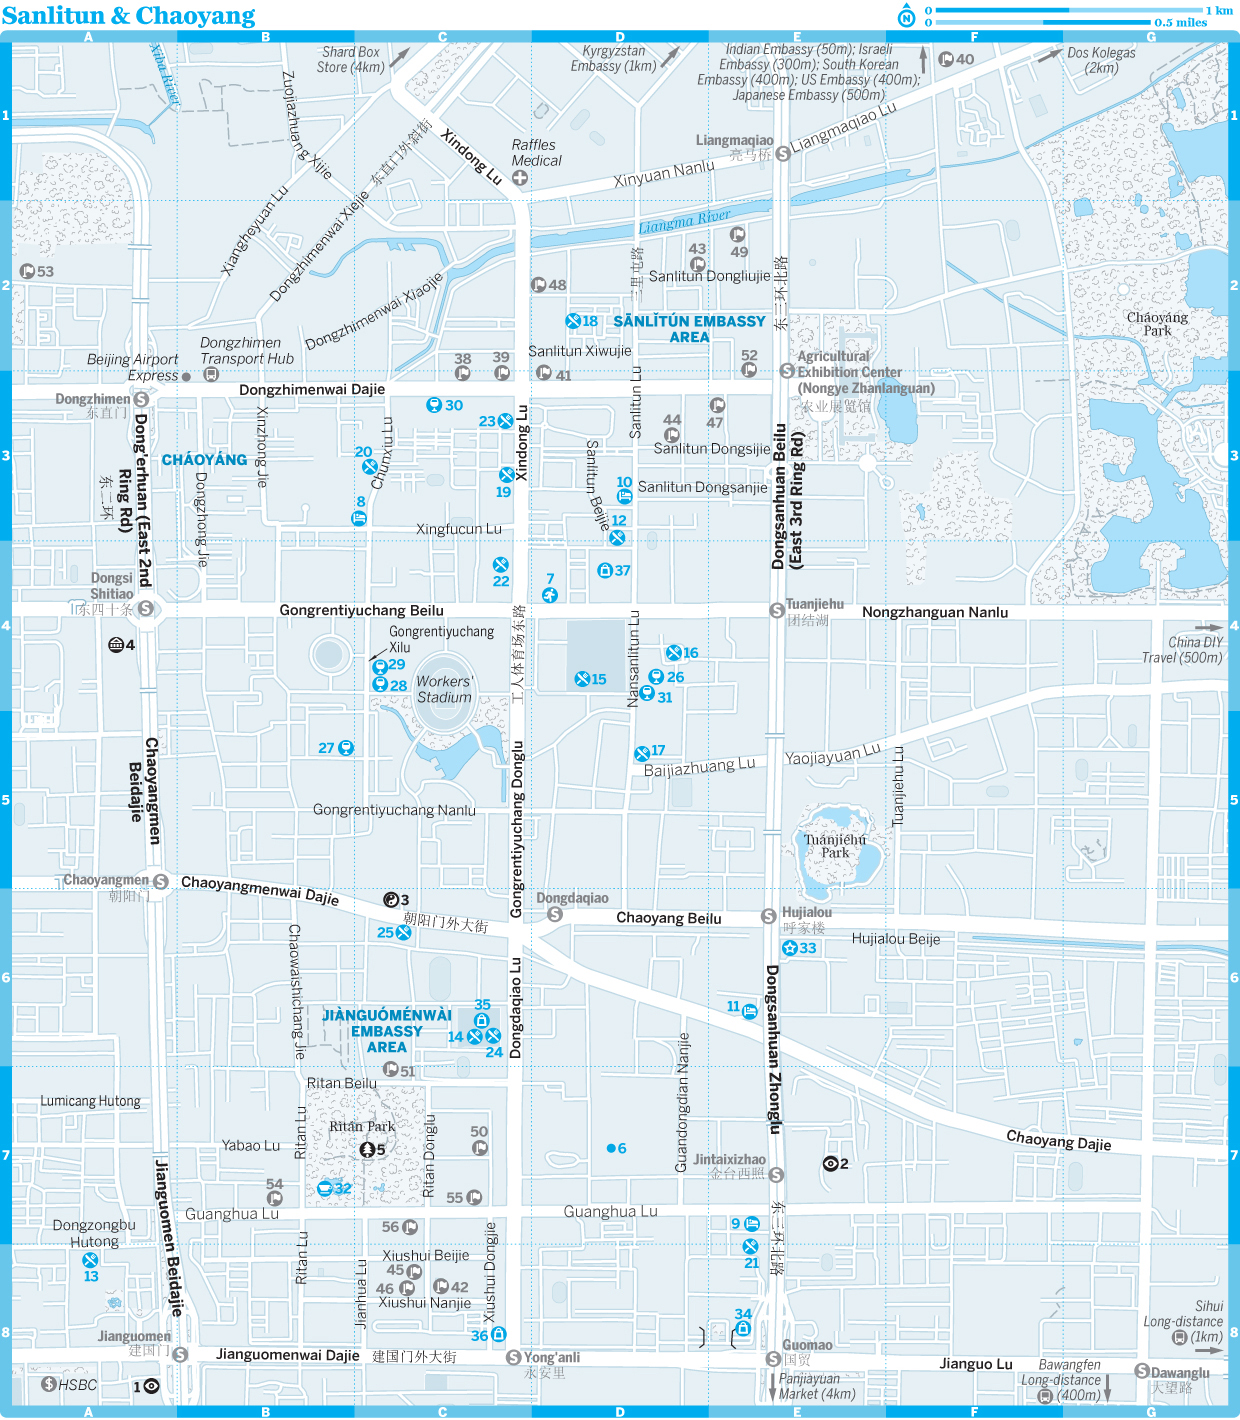 Sanlitun & Chaoyang
N
0 1 km
0 0.5 miles
A B C D E F G
Xiba River
Shard Box
Store (4km)
Kyrgyzstan
Embassy (1km)
Indian Embassy (50m); Israeli
Embassy (300m); South Korean
Embassy (400m); US Embassy (400m);
Japanese Embassy (500m)
40
Dos Kolegas
(2km)
1 1
Zuojiazhuang Xijie
东直门外斜街
Xindong Lu
Raffles
Medical
Liangmaqiao
亮马桥
Liangmaqiao Lu
Xinyuan Nanlu
Xiangheyuan Lu
Dongzhimenwai Xiejie
Liangma River
53
43
49
2 2
Sanlitun Dongliujie
48
东三环北路
三里屯路
Dongzhimenwai Xiaojie
18
SĀNLǏTÚN EMBASSY
AREA
Cháoyáng
Park
Dongzhimen
Transport Hub
Beijing Airport
Express
Sanlitun Xiwujie
38
39
41
52
Agricultural
Exhibition Center
(Nongye Zhanlanguan)
农业展览馆
Dongzhimenwai Dajie
Dongzhimen
东直门
30
23
Xindong Lu
Sanlitun Lu
44
47
Sanlitun Dongsijie
3 3
CHÁOYÁNG
Xinzhong Jie
20
Chunxiu Lu
19
Sanlitun Beijie
10
Sanlitun Dongsanjie
Dongsanhuan Beilu
(East 3rd Ring Rd)
Dong'erhuan (East 2nd
Ring Rd)
东二环
Dongzhong Jie
8
Xingfucun Lu
12
22
7
37
Dongsi
Shitiao
东四十条
Gongrentiyuchang Beilu
Tuanjiehu
团结湖
Nongzhanguan Nanlu
4 4
4
Gongrentiyuchang
Xilu
29
28
Workers'
Stadium
工人体育场东路
15
Nansanlitun Lu
16
26
31
China DIY
Travel (500m)
27
17
Baijiazhuang Lu
Yaojiayuan Lu
Tuanjiehu Lu
Chaoyangmen
Beidajie
5 5
Gongrentiyuchang Nanlu
Gongrentiyuchang Donglu
Tuánjiéhú
Park
Chaoyangmen
朝阳门
Chaoyangmenwai Dajie
3
朝阳门外大街
25
Dongdaqiao
Chaoyang Beilu
Hujialou
呼家楼
33
Hujialou Beije
6 6
Chaowaishichang Jie
JIÀNGUÓMÉNWÀI
EMBASSY
AREA
35
14
24
Dongdaqiao Lu
11
Dongsanhuan Zhonglu
Guandongdian Nanjie
51
Ritan Beilu
Lumicang Hutong
Yabao Lu
Ritan Lu
Rìtán Park
5
Ritan Donglu
50
6
Jintaixizhao
金台西照
2
Chaoyang Dajie
7 7
54
32
55
Guanghua Lu
Guanghua Lu
56
9
东三环北路
Dongzongbu
Hutong
13
Jianguomen Beidajie
Ritan Lu
Jianhua Lu
Xiushui Beijie
45
46
42
Xiushui Nanjie
Xiushui Dongjie
21
8 8
36
34
Sihui
Long-distance
(1km)
Jianguomen
建国门
Jianguomenwai Dajie
建国门外大街
Yong'anli
永安里
Guomao
国贸
Jianguo Lu
Bawangfen
Long-distance
(400m)
Dawanglu
大望路
HSBC
1
Panjiayuan
Market (4km)
A B C D E F G